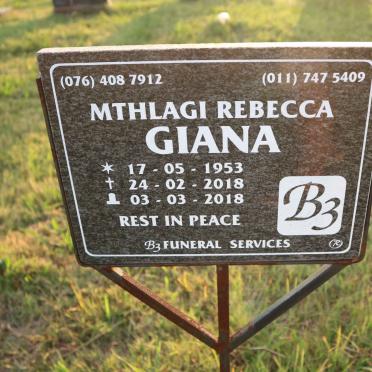 (076) 408 7912 (011) 747 5409
MTHLAGI REBECCA
GIANA
17 - 05 - 1953
24 - 02 - 2018
03 - 03 - 2018
REST IN PEACE
B3
B3 FUNERAL SERVICES